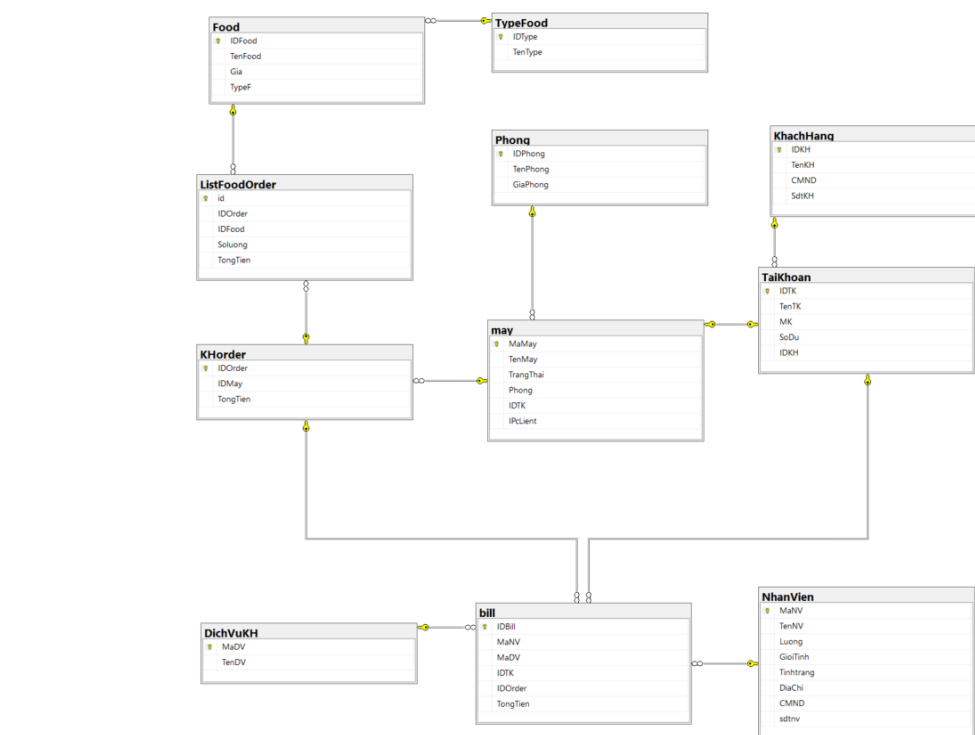 Food
IDFood
TenFood
Gia
TypeF
TypeFood
IDType
TenType
Phong
IDPhong
TenPhong
GiaPhong
KhachHang
IDKH
TenKH
CMND
SdtKH
ListFoodOrder
id
IDOrder
IDFood
Soluong
TongTien
TaiKhoan
IDTK
TenTK
MK
SoDu
IDKH
may
MaMay
TenMay
TrangThai
Phong
IDTK
IPcLient
KHorder
IDOrder
IDMay
TongTien
bill
IDBill
MaNV
MaDV
IDTK
IDOrder
TongTien
DichVuKH
MaDV
TenDV
NhanVien
MaNV
TenNV
Luong
GioiTinh
Tinhtrang
DiaChi
CMND
sdtnv